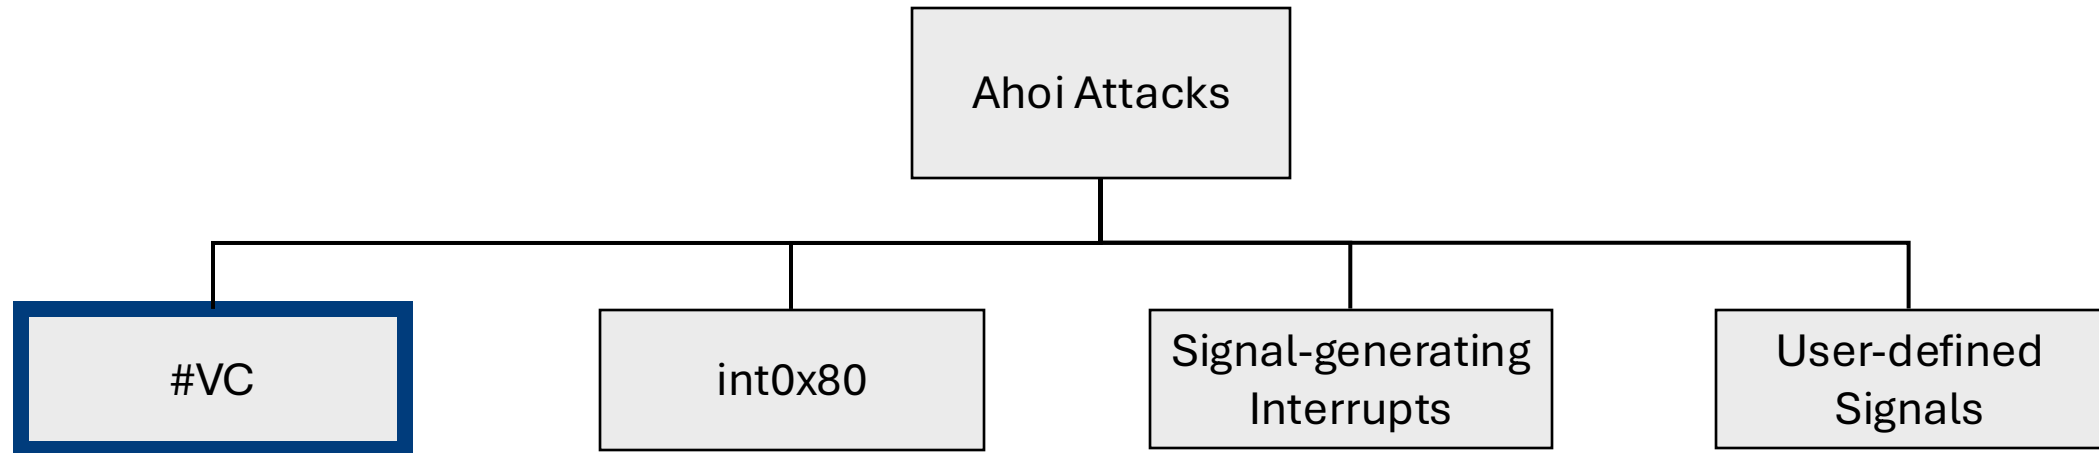 Ahoi Attacks
#VC
int0x80
Signal-generating
Interrupts
User-defined
Signals